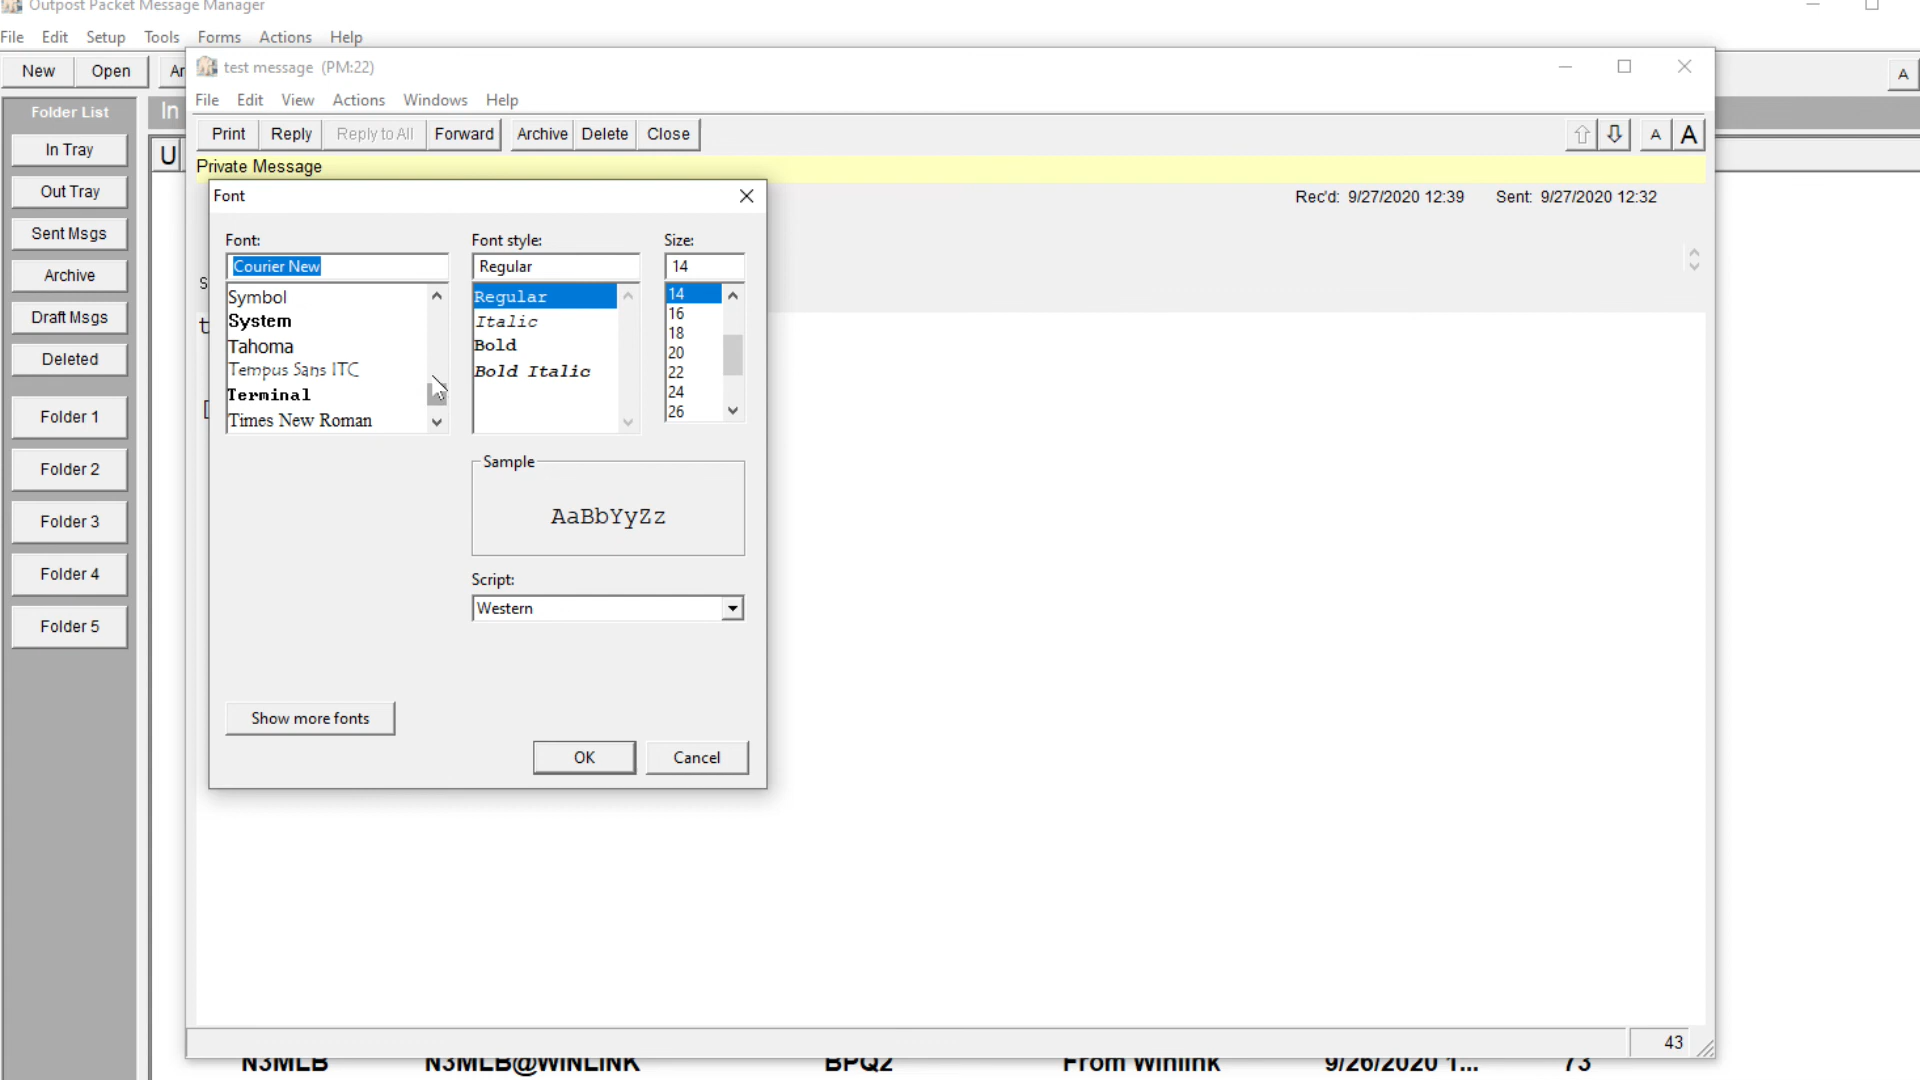 Outpost Packet Message Manager
File Edit Setup Tools Forms Actions Help
New Open Ar A
test message (PM:22)
File Edit View Actions Windows Help
Print Reply Reply to All Forward Archive Delete Close A A
Private Message
Rec'd: 9/27/2020 12:39 Sent: 9/27/2020 12:32
Folder List
In Tray
Out Tray
Sent Msgs
Archive
Draft Msgs
Deleted
Folder 1
Folder 2
Folder 3
Folder 4
Folder 5
In
U
s
t
[
Font
Font: Font style: Size:
Courier New Regular 14
Symbol
System
Tahoma
Tempus Sans ITC
Terminal
Times New Roman
Regular
Italic
Bold
Bold Italic
14
16
18
20
22
24
26
Sample
AaBbYyZz
Script:
Western
Show more fonts
OK Cancel
43
N3MLB N3MLB@WINLINK BPQ2 From Winlink 9/26/2020 1... 73